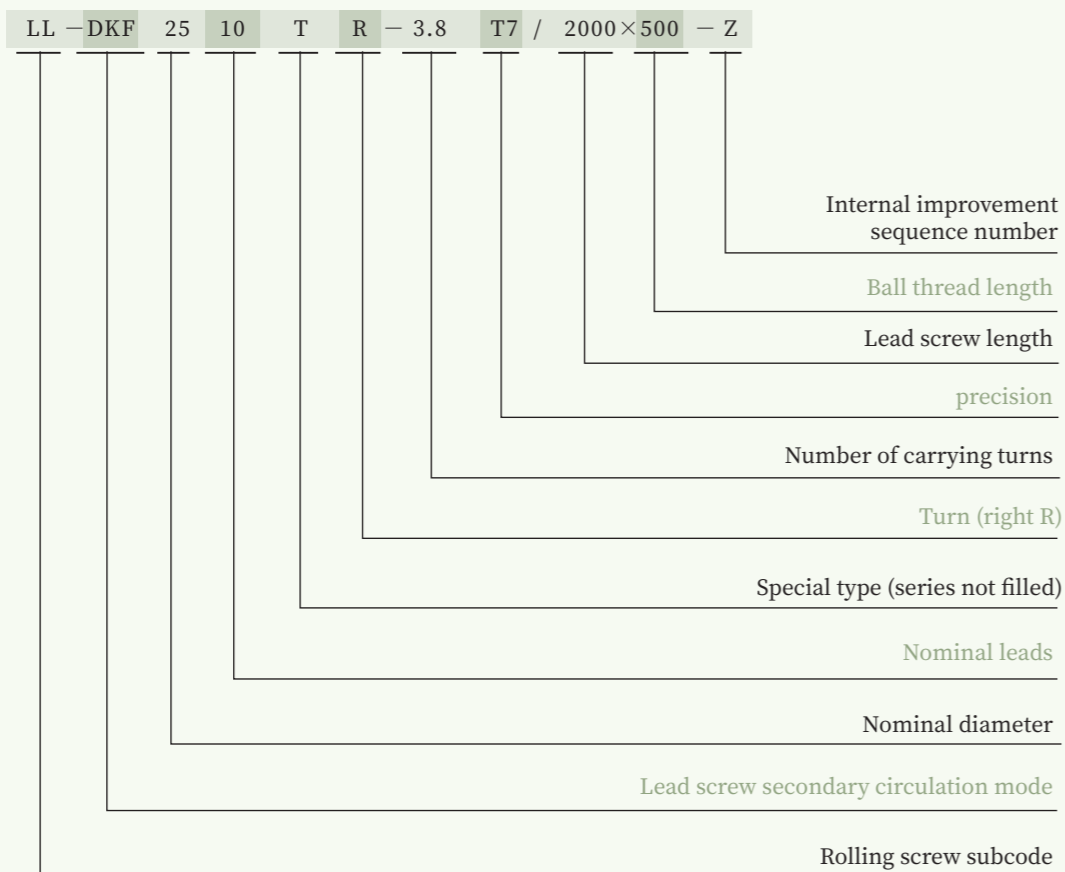 LL-DKF 25 10 T R-3.8 T7 / 2000×500 -Z
Internal improvement
sequence number
Ball thread length
Lead screw length
precision
Number of carrying turns
Turn (right R)
Special type (series not filled)
Nominal leads
Nominal diameter
Lead screw secondary circulation mode
Rolling screw subcode